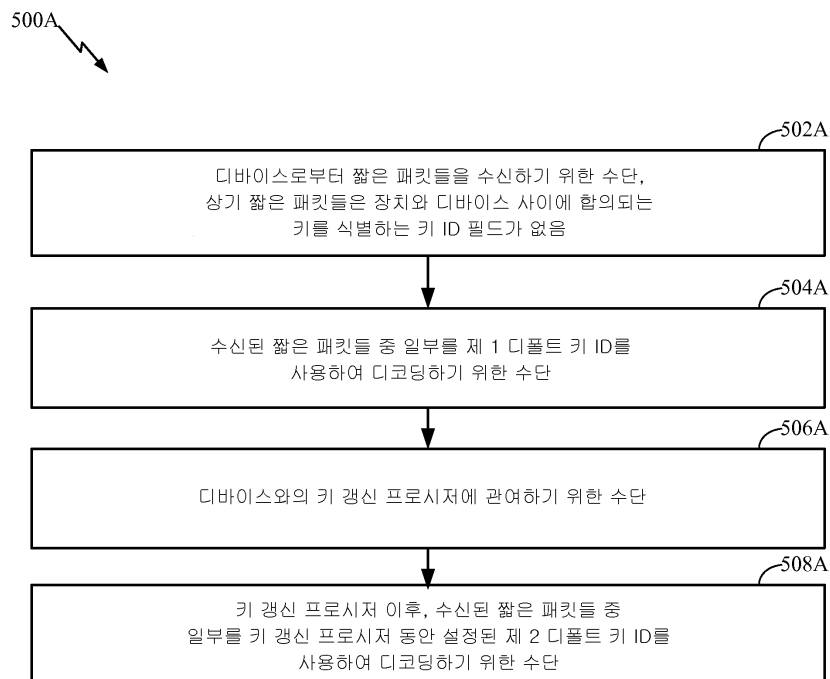 500A
502A
디바이스로부터 짧은 패킷들을 수신하기 위한 수단,
상기 짧은 패킷들은 장치와 디바이스 사이에 합의되는
키를 식별하는 키 ID 필드가 없음
504A
수신된 짧은 패킷들 중 일부를 제 1 디폴트 키 ID를
사용하여 디코딩하기 위한 수단
506A
디바이스와의 키 갱신 프로시저에 관여하기 위한 수단
508A
키 갱신 프로시저 이후, 수신된 짧은 패킷들 중
일부를 키 갱신 프로시저 동안 설정된 제 2 디폴트 키 ID를
사용하여 디코딩하기 위한 수단